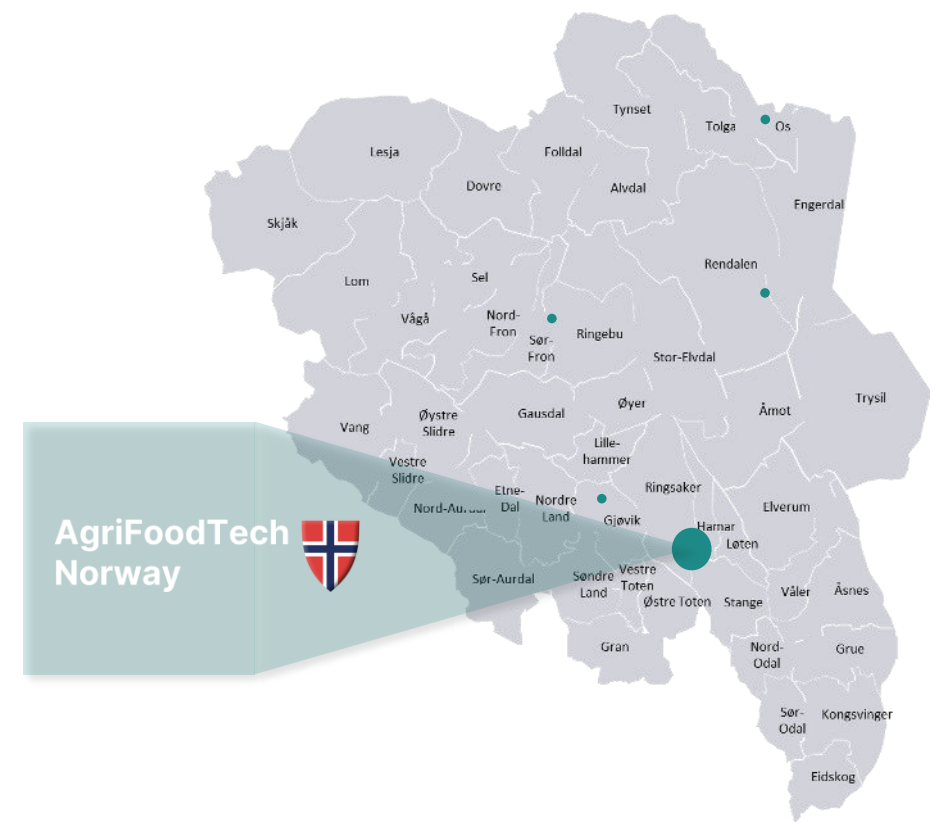 Tynset
Tolga
Os
Lesja
Folldal
Dovre
Alvdal
Engerdal
Skjåk
Rendalen
Lom
Sel
Vågå
Nord-
Fron
Sør-
Fron
Ringebu
Stor-Elvdal
Trysil
Øyer
Åmot
Gausdal
Øystre
Slidre
Vang
Lille-
hammer
Vestre
Slidre
Ringsaker
Etne-
Dal
Nordre
Land
Elverum
Gjøvik
Hamar
Løten
AgriFoodTech
Norway
Vestre
Toten
Sør-Aurdal
Søndre
Land
Østre Toten
Stange
Våler
Åsnes
Gran
Nord-
Odal
Grue
Sør-
Odal
Kongsvinger
Eidskog